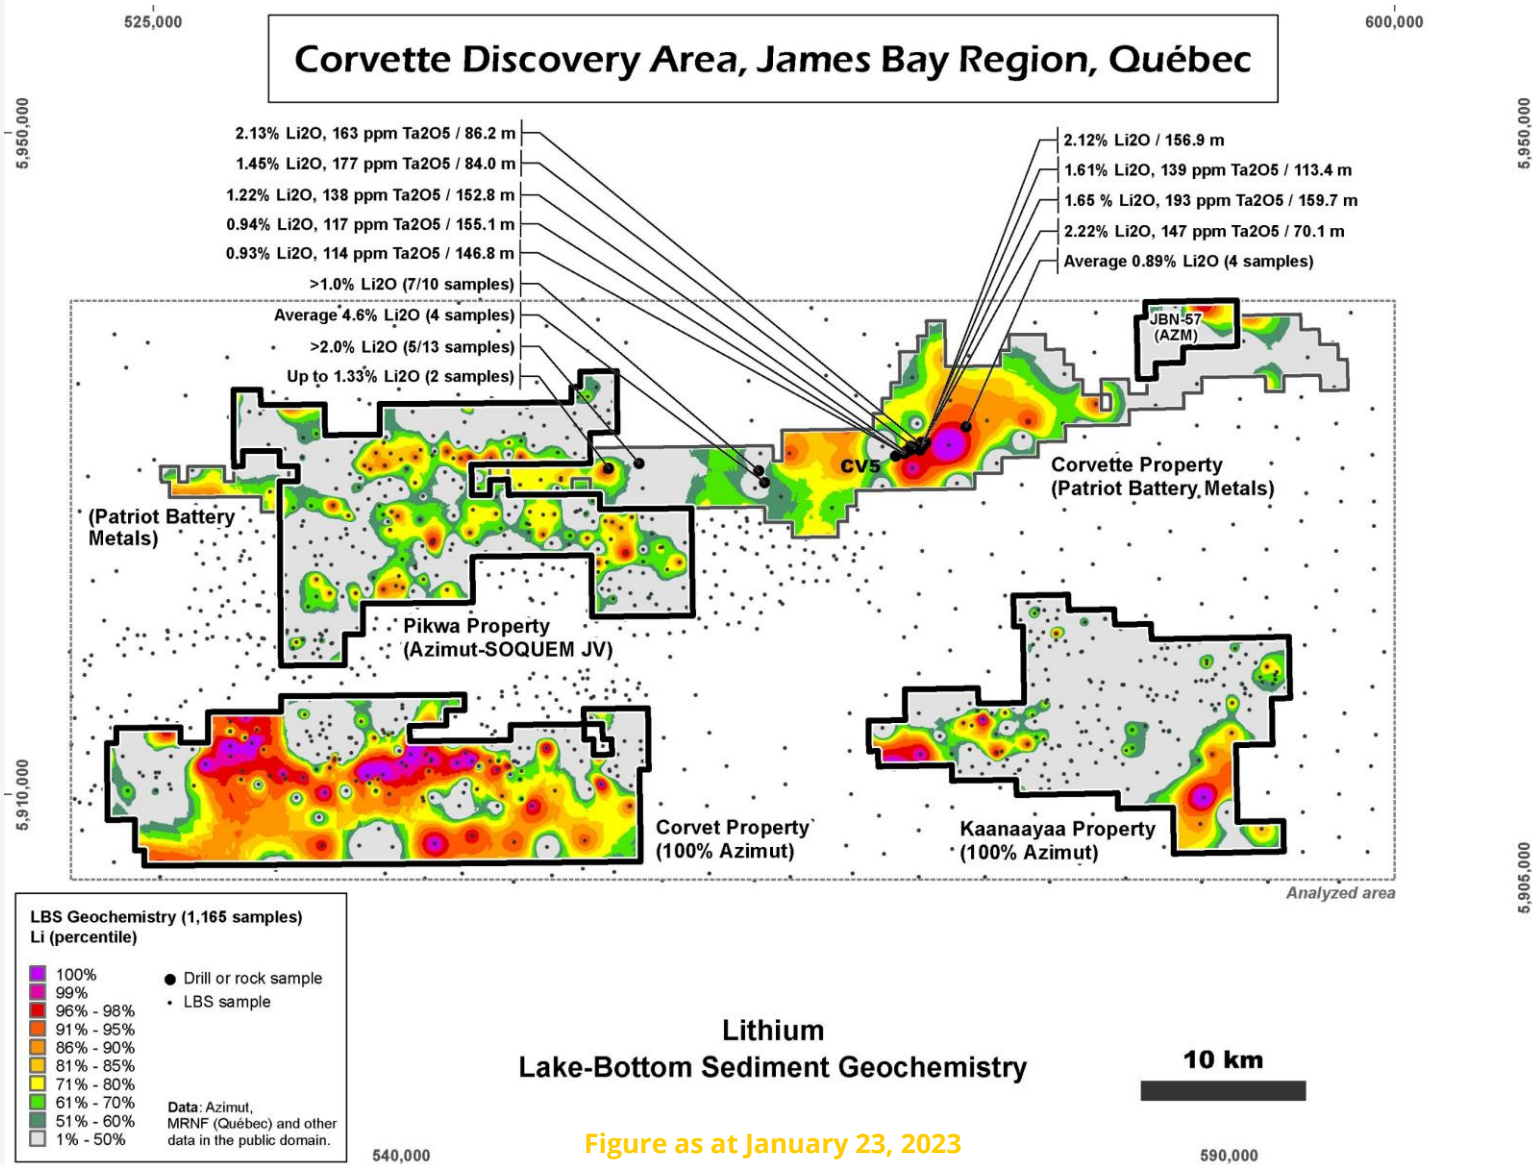 525,000
600,000
Corvette Discovery Area, James Bay Region, Québec
5,950,000
5,950,000
2.13% Li2O, 163 ppm Ta2O5 / 86.2 m
1.45% Li2O, 177 ppm Ta2O5 / 84.0 m
1.22% Li2O, 138 ppm Ta2O5 / 152.8 m
0.94% Li2O, 117 ppm Ta2O5 / 155.1 m
0.93% Li2O, 114 ppm Ta2O5 / 146.8 m
>1.0% Li2O (7/10 samples)
Average 4.6% Li2O (4 samples)
>2.0% Li2O (5/13 samples)
Up to 1.33% Li2O (2 samples)
2.12% Li2O / 156.9 m
1.61% Li2O, 139 ppm Ta2O5 / 113.4 m
1.65 % Li2O, 193 ppm Ta2O5 / 159.7 m
2.22% Li2O, 147 ppm Ta2O5 / 70.1 m
Average 0.89% Li2O (4 samples)
JBN-57
(AZM)
CV5
Corvette Property
(Patriot Battery Metals)
(Patriot Battery
Metals)
Pikwa Property
(Azimut-SOQUEM JV)
5,910,000
Corvet Property
(100% Azimut)
Kaanaayaa Property
(100% Azimut)
5,905,000
Analyzed area
LBS Geochemistry (1,165 samples)
Li (percentile)
100%
99%
96% - 98%
91% - 95%
86% - 90%
81% - 85%
71% - 80%
61% - 70%
51% - 60%
1% - 50%
Drill or rock sample
LBS sample
Data: Azimut,
MRNF (Québec) and other
data in the public domain.
Lithium
Lake-Bottom Sediment Geochemistry
10 km
Figure as at January 23, 2023
540,000
590,000